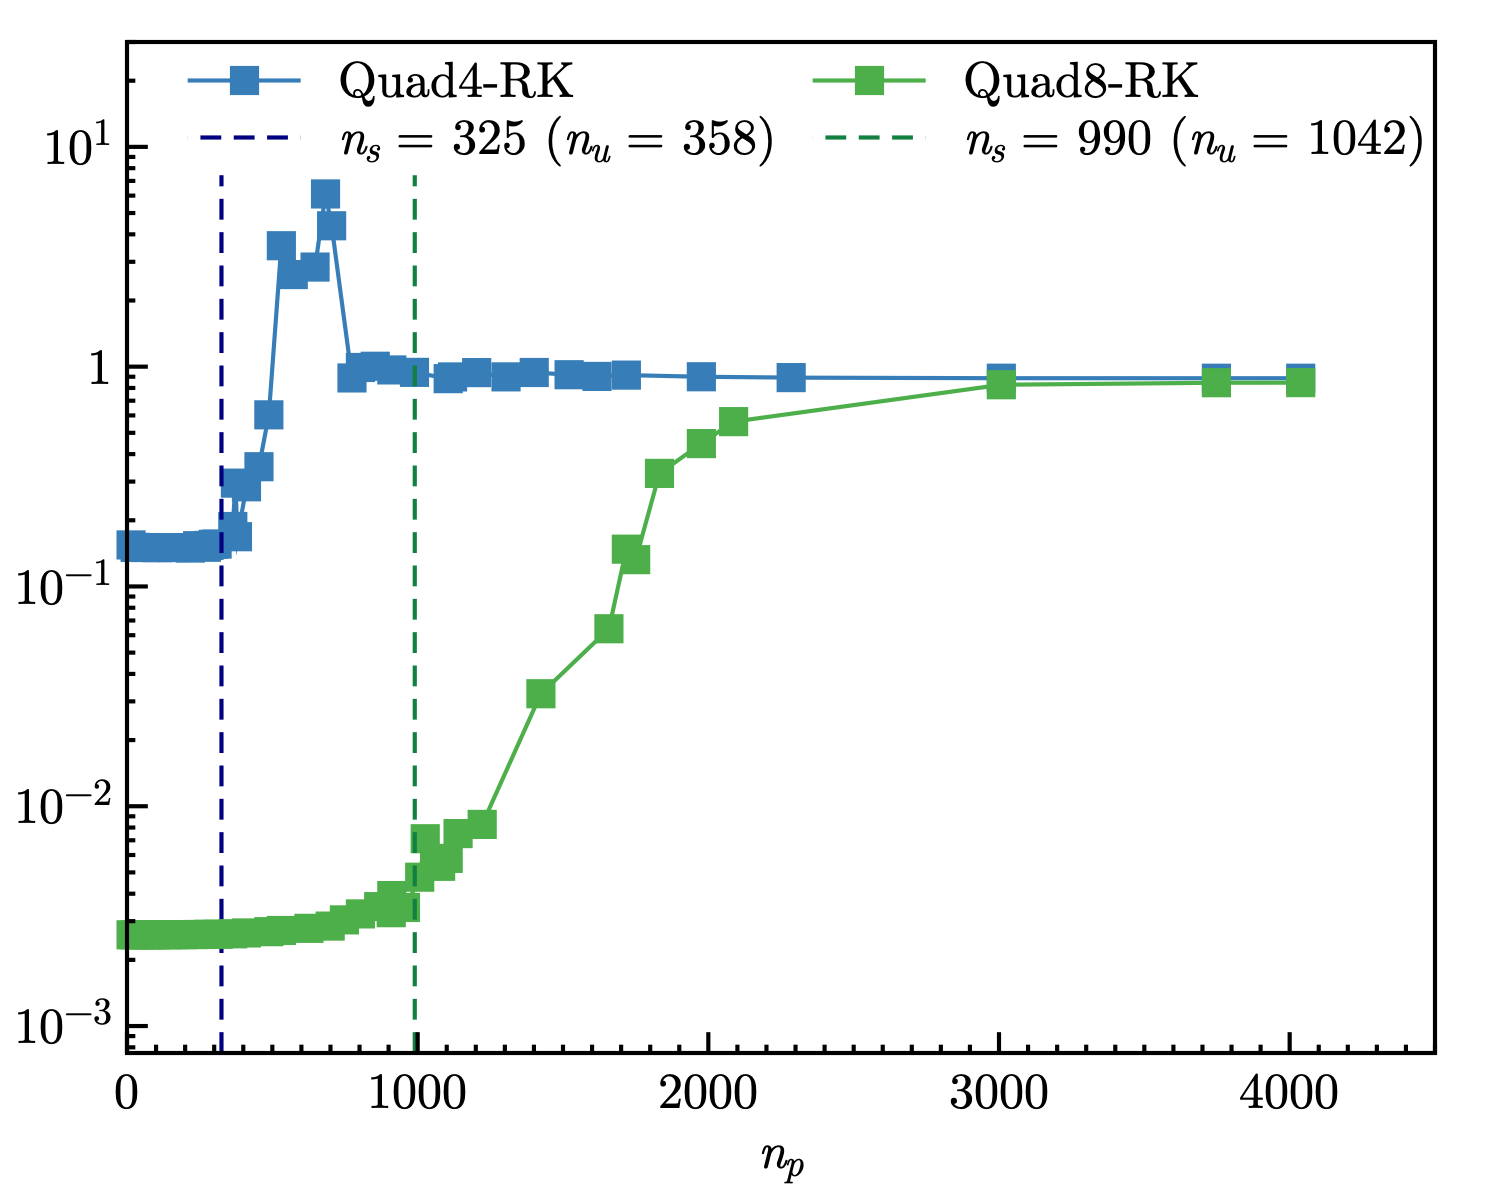 Quad4-RK
Quad8-RK
n_s = 325 (n_u = 358)
n_s = 990 (n_u = 1042)
10^1
1
10^−1
10^−2
10^−3
0 1000 2000 3000 4000
n_p